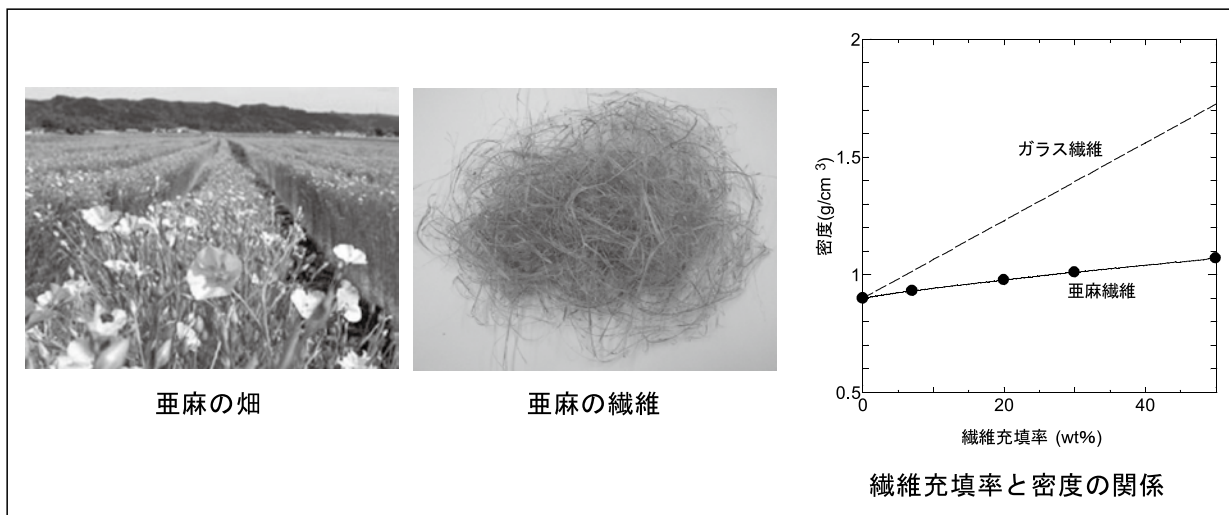 亜麻の畑
亜麻の繊維
2
1.5
1
0.5
0
20
40
密度(g/cm 3)
ガラス繊維
亜麻繊維
繊維充填率 (wt%)
繊維充填率と密度の関係